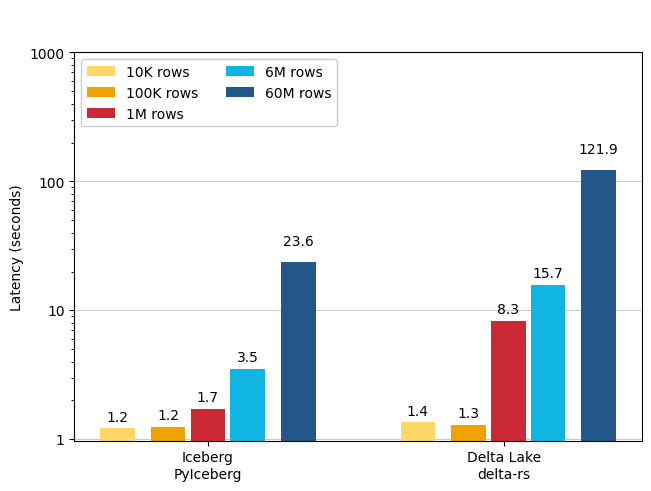 1000
100
10
1
Latency (seconds)
10K rows
100K rows
1M rows
6M rows
60M rows
1.2
1.2
1.7
3.5
23.6
1.4
1.3
8.3
15.7
121.9
Iceberg
PyIceberg
Delta Lake
delta-rs